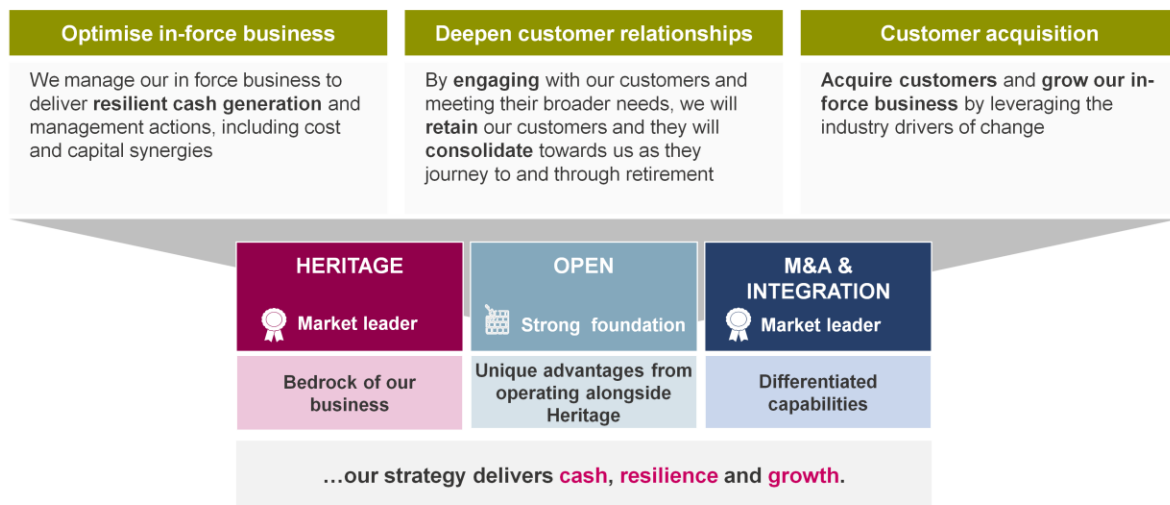 Optimise in-force business
We manage our in force business to
deliver resilient cash generation and
management actions, including cost
and capital synergies
Deepen customer relationships
By engaging with our customers and
meeting their broader needs, we will
retain our customers and they will
consolidate towards us as they
journey to and through retirement
Customer acquisition
Acquire customers and grow our in-
force business by leveraging the
industry drivers of change
HERITAGE
Market leader
Bedrock of our
business
OPEN
Strong foundation
Unique advantages from
operating alongside
Heritage
M&A &
INTEGRATION
Market leader
Differentiated
capabilities
…our strategy delivers cash, resilience and growth.